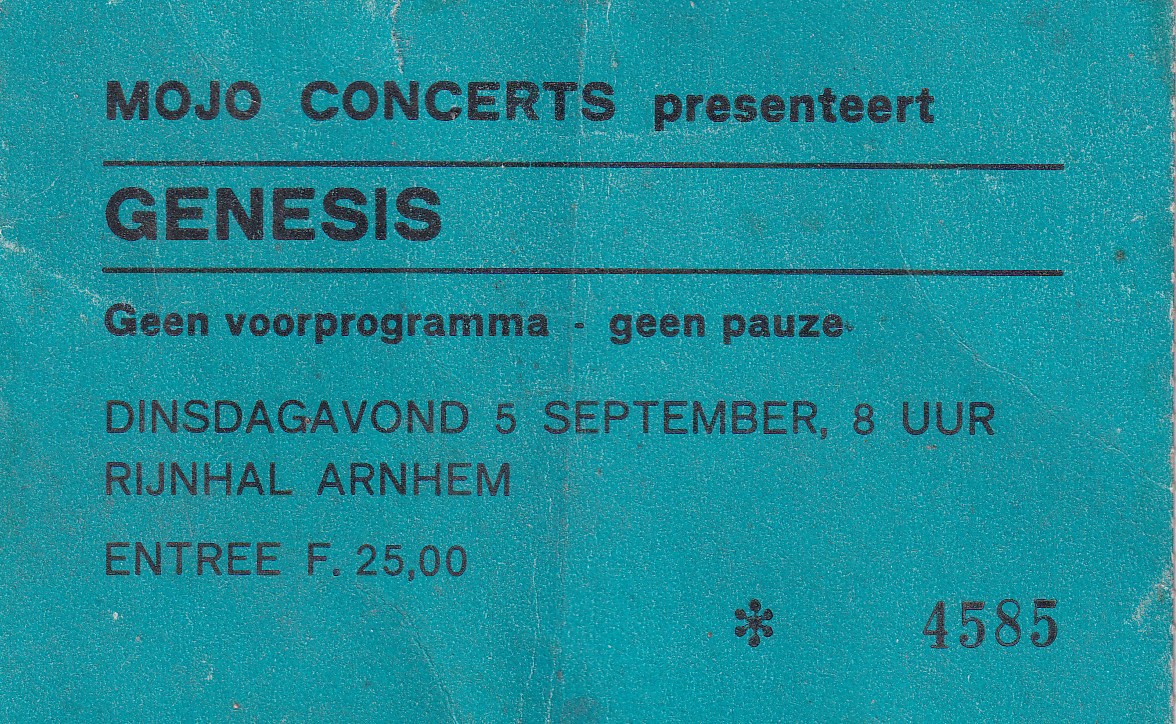 MOJO CONCERTS presenteert
GENESIS
Geen voorprogramma - geen pauze
DINSDAGAVOND 5 SEPTEMBER, 8 UUR
RIJNHAL ARNHEM
ENTREE F. 25,00
* 4585